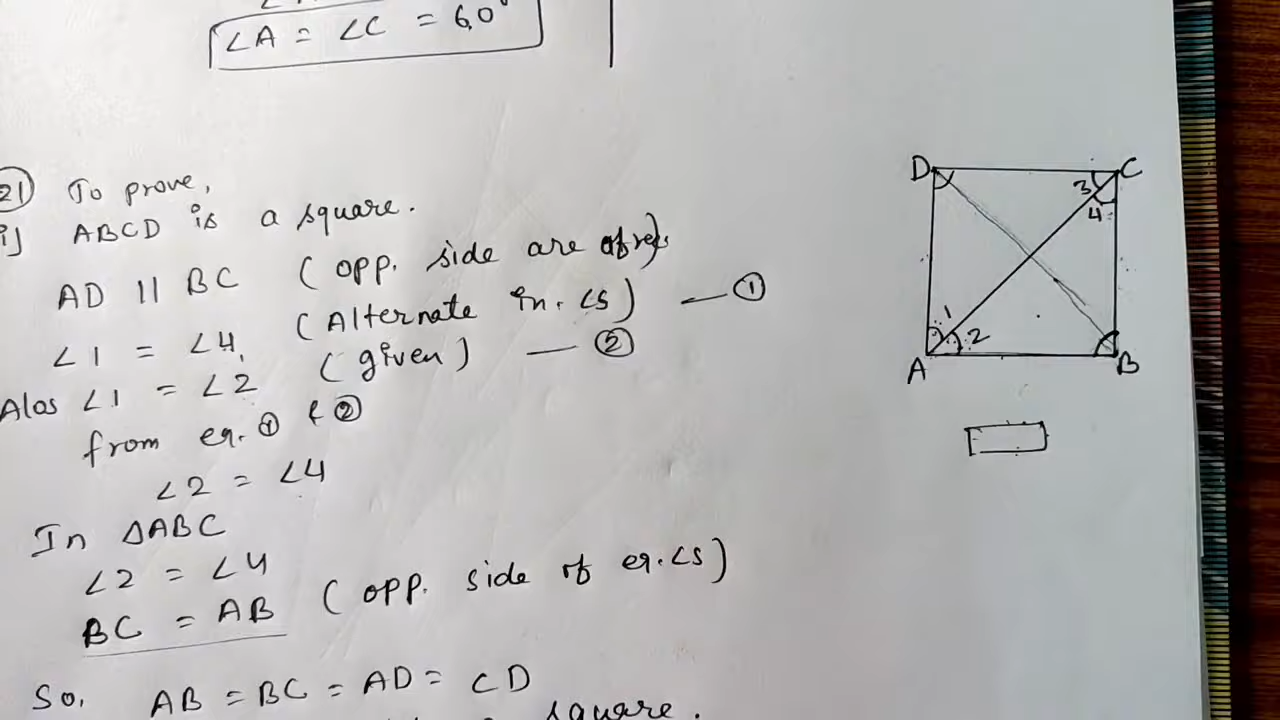 ∠A = ∠C = 60°
21 To prove,
i] ABCD is a square.
AD || BC ( opp. side are
∠1 = ∠4, ( Alternate in. ∠s ) — ①
Alos ∠1 = ∠2 ( given ) — ②
from eq. ① & ②
∠2 = ∠4
In ΔABC
∠2 = ∠4
BC = AB ( opp. side of eq. ∠s )
So, AB = BC = AD = CD
square.
D C
3
4
1
2
A B